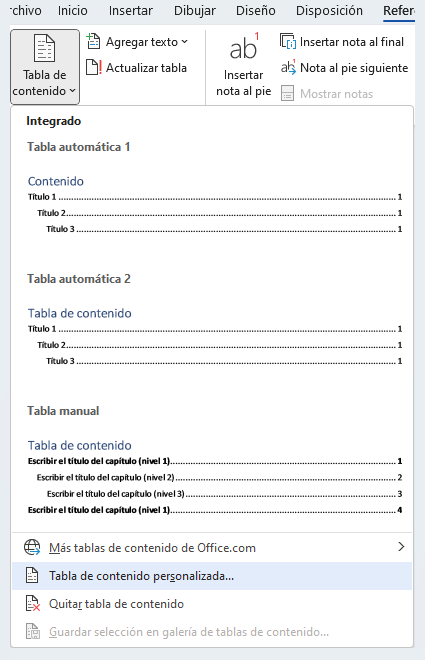 rchivo Inicio Insertar Dibujar Diseño Disposición Refer
Tabla de contenido
Agregar texto
Actualizar tabla
ab1
Insertar nota al pie
Insertar nota al final
Nota al pie siguiente
Mostrar notas
Integrado
Tabla automática 1
Contenido
Título 1 ........ 1
Título 2 ........ 1
Título 3 ........ 1
Tabla automática 2
Tabla de contenido
Título 1 ........ 1
Título 2 ........ 1
Título 3 ........ 1
Tabla manual
Tabla de contenido
Escribir el título del capítulo (nivel 1) ........ 1
Escribir el título del capítulo (nivel 2) ........ 2
Escribir el título del capítulo (nivel 3) ........ 3
Escribir el título del capítulo (nivel 1) ........ 4
Más tablas de contenido de Office.com
Tabla de contenido personalizada...
Quitar tabla de contenido
Guardar selección en galería de tablas de contenido...